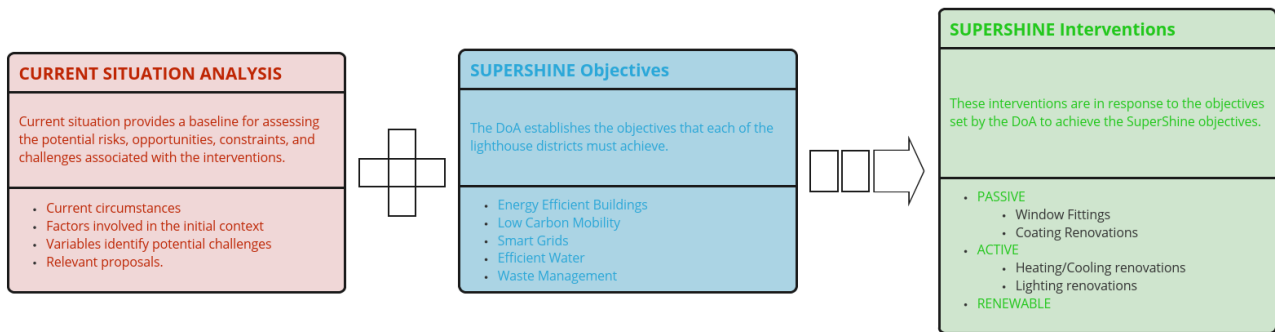 CURRENT SITUATION ANALYSIS
Current situation provides a baseline for assessing
the potential risks, opportunities, constraints, and
challenges associated with the interventions.
Current circumstances
Factors involved in the initial context
Variables identify potential challenges
Relevant proposals.
SUPERSHINE Objectives
The DoA establishes the objectives that each of the
lighthouse districts must achieve.
Energy Efficient Buildings
Low Carbon Mobility
Smart Grids
Efficient Water
Waste Management
SUPERSHINE Interventions
These interventions are in response to the objectives
set by the DoA to achieve the SuperShine objectives.
PASSIVE
Window Fittings
Coating Renovations
ACTIVE
Heating/Cooling renovations
Lighting renovations
RENEWABLE